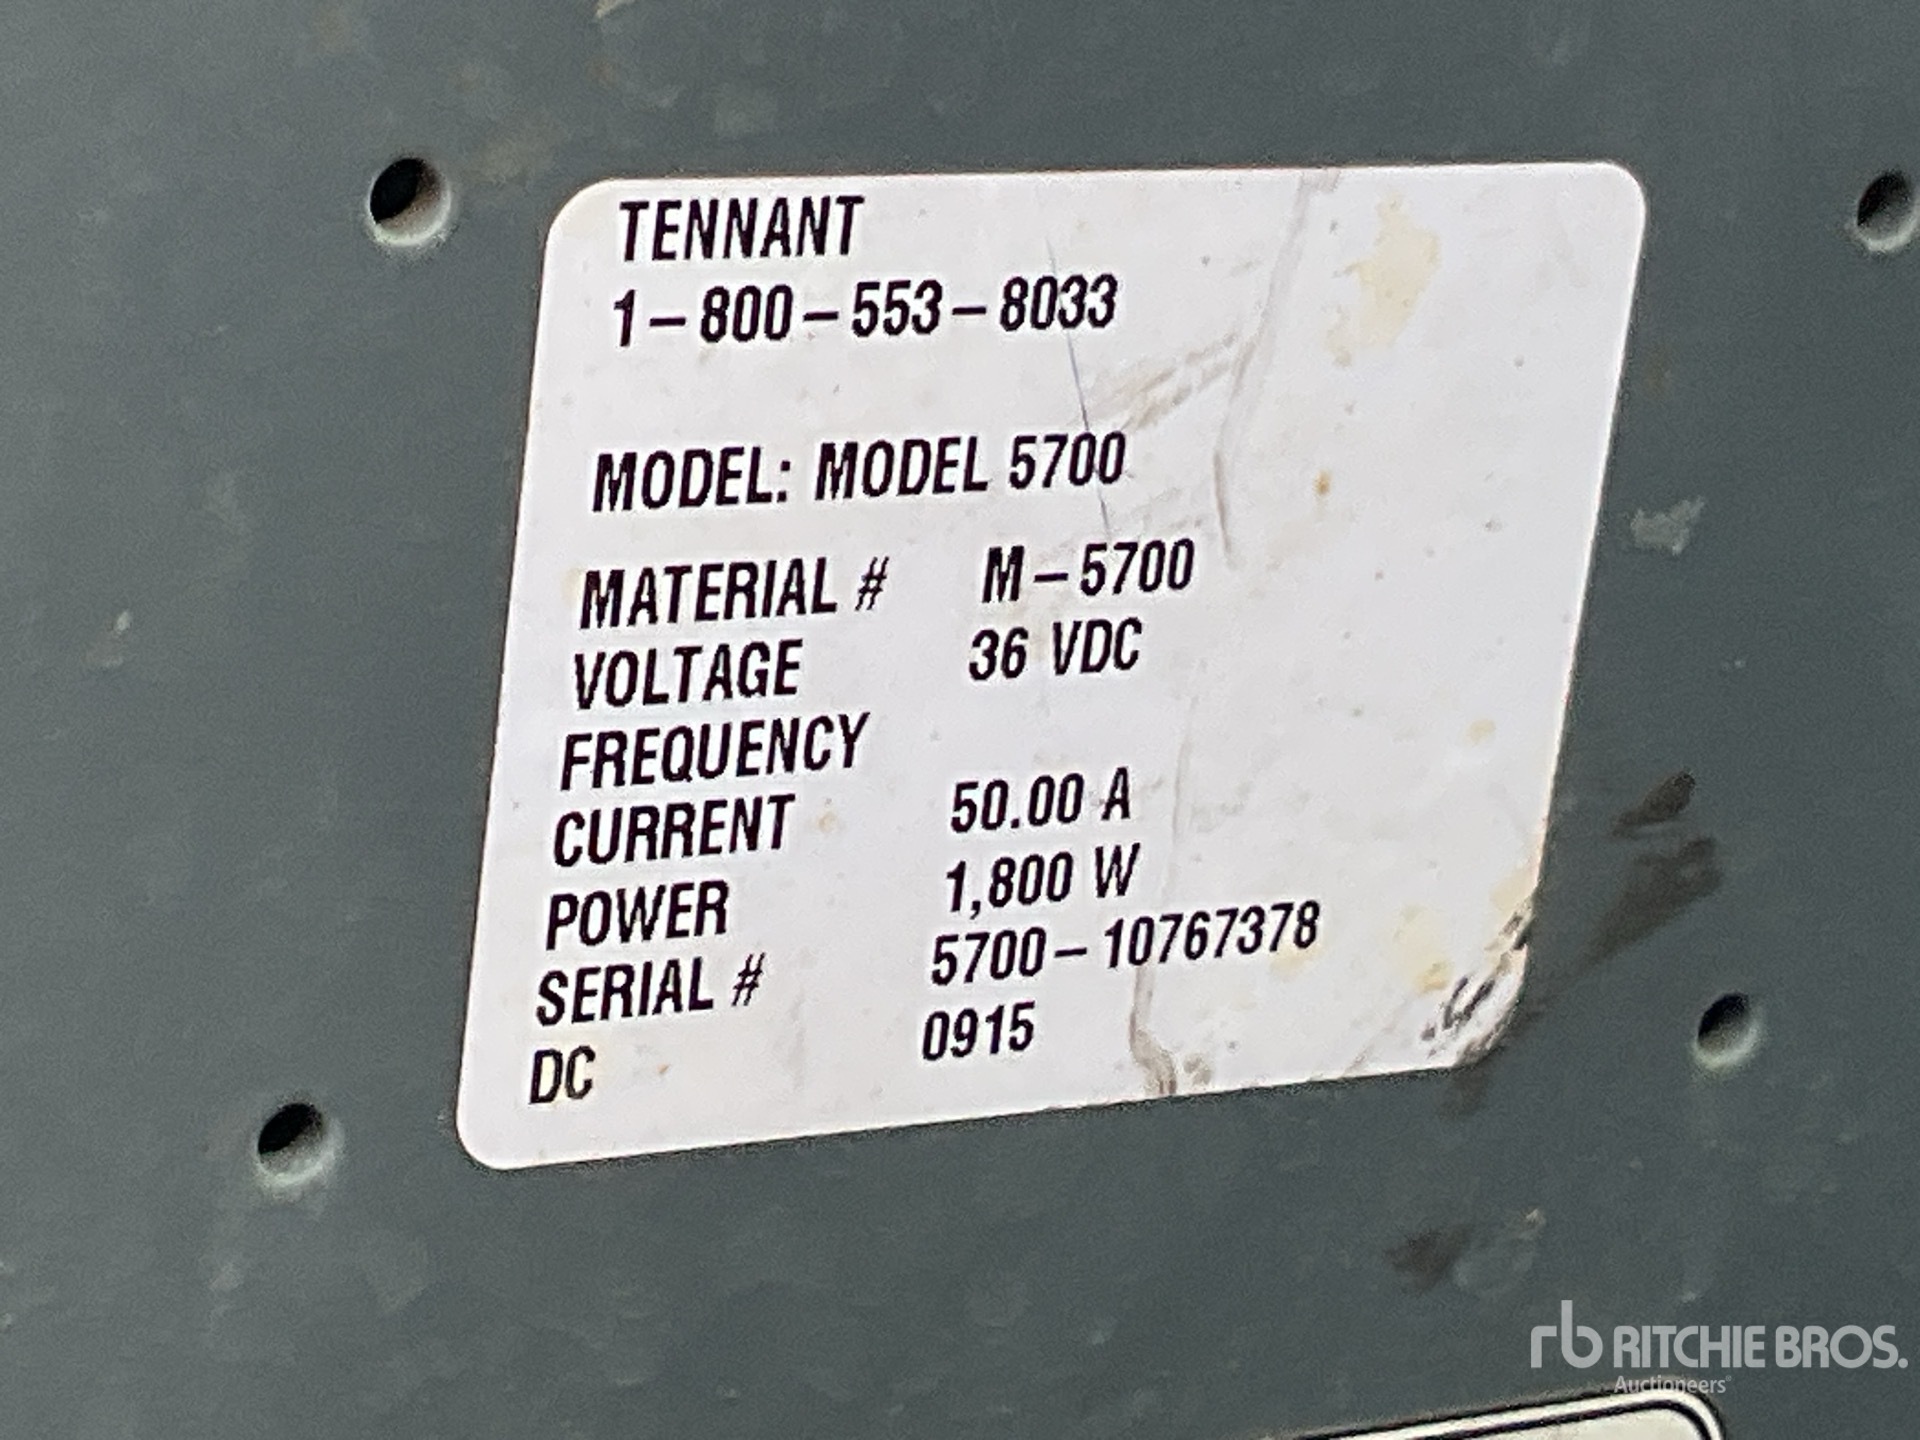 TENNANT
1-800-553-8033
MODEL: MODEL 5700
MATERIAL # M-5700
VOLTAGE 36 VDC
FREQUENCY
CURRENT 50.00 A
POWER 1,800 W
SERIAL # 5700-10767378
DC 0915
rb RITCHIE BROS.
Auctioneers